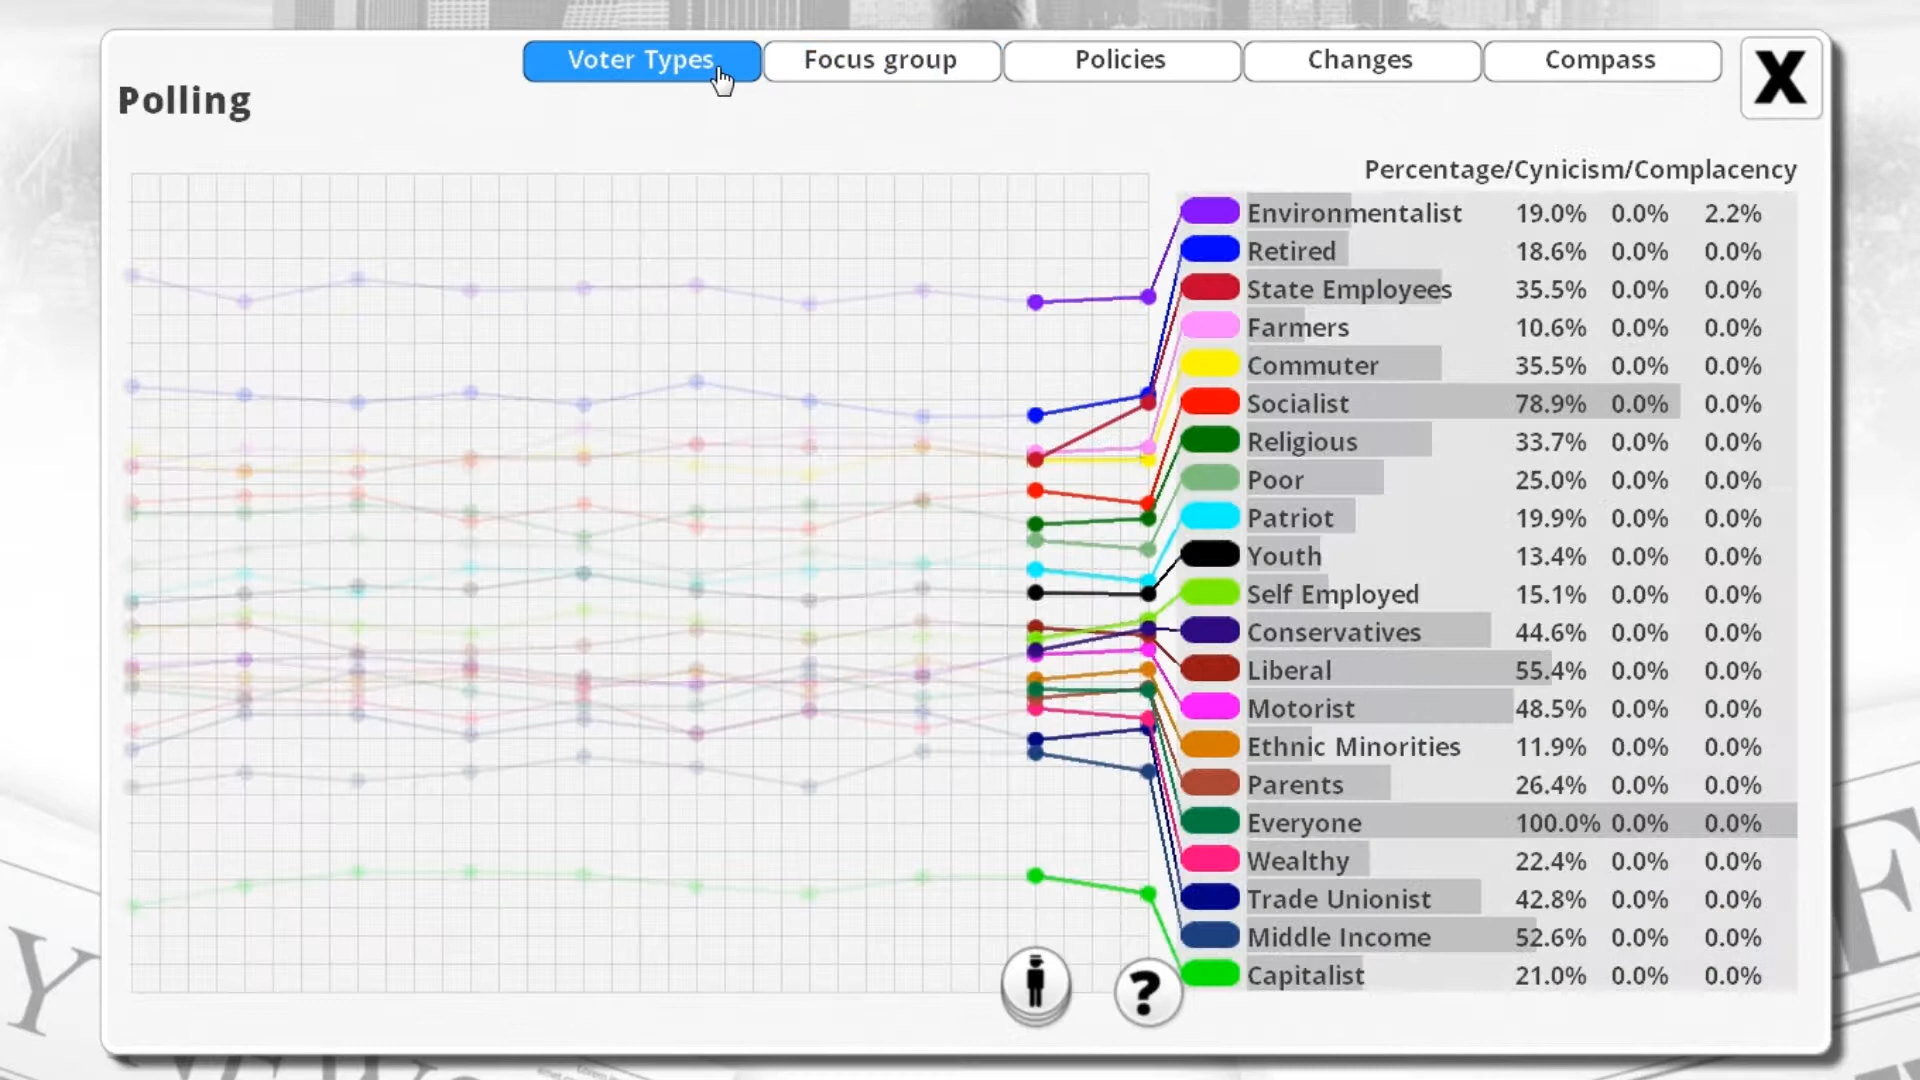 Voter Types Focus group Policies Changes Compass X
Polling
Percentage/Cynicism/Complacency
Environmentalist 19.0% 0.0% 2.2%
Retired 18.6% 0.0% 0.0%
State Employees 35.5% 0.0% 0.0%
Farmers 10.6% 0.0% 0.0%
Commuter 35.5% 0.0% 0.0%
Socialist 78.9% 0.0% 0.0%
Religious 33.7% 0.0% 0.0%
Poor 25.0% 0.0% 0.0%
Patriot 19.9% 0.0% 0.0%
Youth 13.4% 0.0% 0.0%
Self Employed 15.1% 0.0% 0.0%
Conservatives 44.6% 0.0% 0.0%
Liberal 55.4% 0.0% 0.0%
Motorist 48.5% 0.0% 0.0%
Ethnic Minorities 11.9% 0.0% 0.0%
Parents 26.4% 0.0% 0.0%
Everyone 100.0% 0.0% 0.0%
Wealthy 22.4% 0.0% 0.0%
Trade Unionist 42.8% 0.0% 0.0%
Middle Income 52.6% 0.0% 0.0%
Capitalist 21.0% 0.0% 0.0%
?